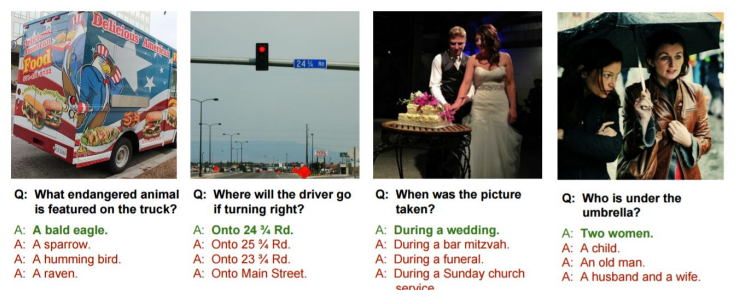 Delicious American
Delicious
American
Food
24 ¾ Rd
Q: What endangered animal
is featured on the truck?
A: A bald eagle.
A: A sparrow.
A: A humming bird.
A: A raven.
Q: Where will the driver go
if turning right?
A: Onto 24 ¾ Rd.
A: Onto 25 ¾ Rd.
A: Onto 23 ¾ Rd.
A: Onto Main Street.
Q: When was the picture
taken?
A: During a wedding.
A: During a bar mitzvah.
A: During a funeral.
A: During a Sunday church
service
Q: Who is under the
umbrella?
A: Two women.
A: A child.
A: An old man.
A: A husband and a wife.